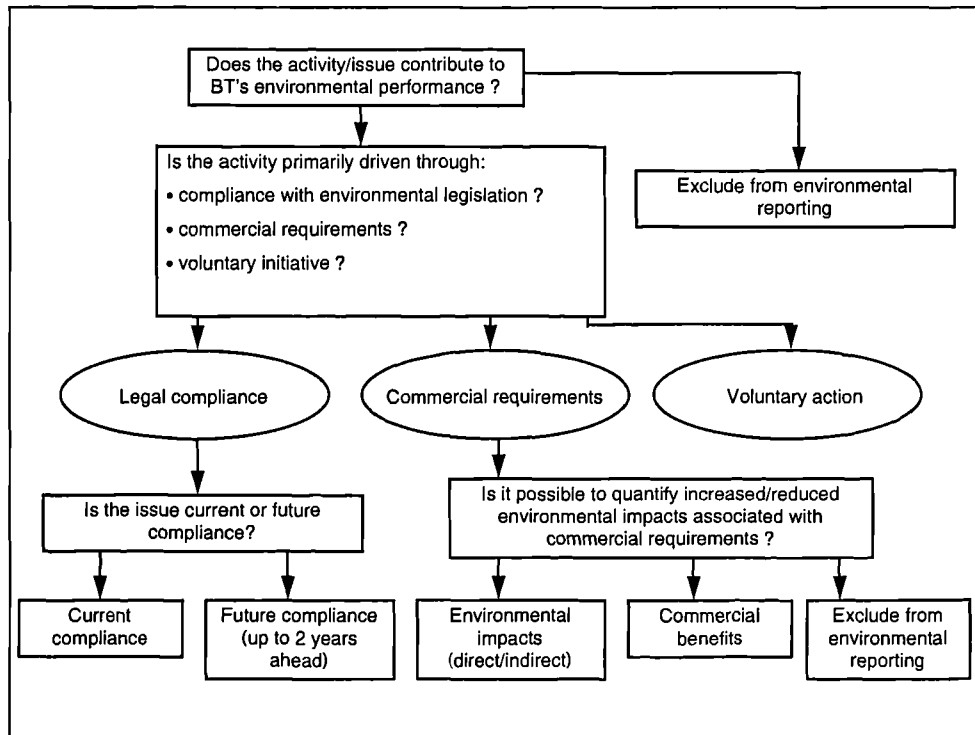 Does the activity/issue contribute to
BT's environmental performance ?
Is the activity primarily driven through:
• compliance with environmental legislation ?
• commercial requirements ?
• voluntary initiative ?
Exclude from environmental
reporting
Legal compliance
Commercial requirements
Voluntary action
Is the issue current or future
compliance?
Is it possible to quantify increased/reduced
environmental impacts associated with
commercial requirements ?
Current
compliance
Future compliance
(up to 2 years
ahead)
Environmental
impacts
(direct/indirect)
Commercial
benefits
Exclude from
environmental
reporting